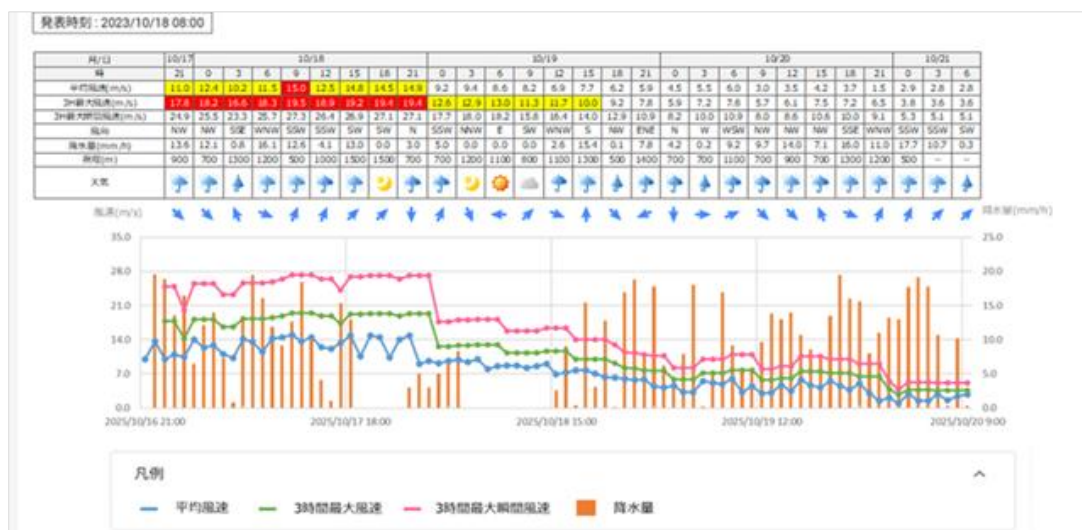 発表時刻 : 2023/10/18 08:00
月/日 10/17 10/18 10/19 10/20 10/21
時 21 0 3 6 9 12 15 18 21 0 3 6 9 12 15 18 21 0 3 6 9 12 15 18 21 0 3 6
平均風速(m/s) 11.0 12.4 10.2 11.5 15.0 12.5 14.8 14.5 14.9 9.2 9.4 8.6 8.2 6.9 7.7 6.2 5.9 4.5 5.5 6.0 3.0 3.5 4.2 3.7 1.5 2.9 2.8 2.8
3H最大風速(m/s) 17.8 18.2 16.6 18.3 19.5 18.9 19.2 19.4 19.4 12.6 12.9 13.0 11.3 11.7 10.0 9.2 7.8 5.9 7.2 7.8 5.7 6.1 7.5 7.2 6.5 3.8 3.6 3.6
3H最大瞬間風速(m/s) 24.9 25.5 23.3 25.7 27.3 26.4 26.9 27.1 27.1 17.7 18.0 18.2 15.8 16.4 14.0 12.9 10.9 8.2 10.0 10.9 8.0 8.6 10.6 10.0 9.1 5.3 5.1 5.1
風向 NW NW SSE WNW SSW SSW SW SW N SSW NNW E SW WNW S NW ENE N W WSW NW NW NW SSE WNW SSW SW SW
降水量(mm/h) 13.6 12.1 0.8 16.1 12.6 4.1 13.0 0.0 3.0 5.0 0.0 0.0 0.0 2.6 15.4 0.1 7.8 4.2 0.2 9.2 9.7 14.0 7.1 16.0 11.0 17.7 10.7 0.3
(m) 900 700 1300 1200 500 1000 1500 1500 700 700 1200 1100 800 1100 1300 500 1400 700 700 1100 700 900 700 1300 1200 500 − −
天気
風速(m/s) 降水量(mm/h)
35.0 25.0
28.0 20.0
21.0 15.0
14.0 10.0
7.0 5.0
0.0 0.0
2025/10/16 21:00 2025/10/17 18:00 2025/10/18 15:00 2025/10/19 12:00 2025/10/20 9:00
凡例
平均風速 3時間最大風速 3時間最大瞬間風速 降水量